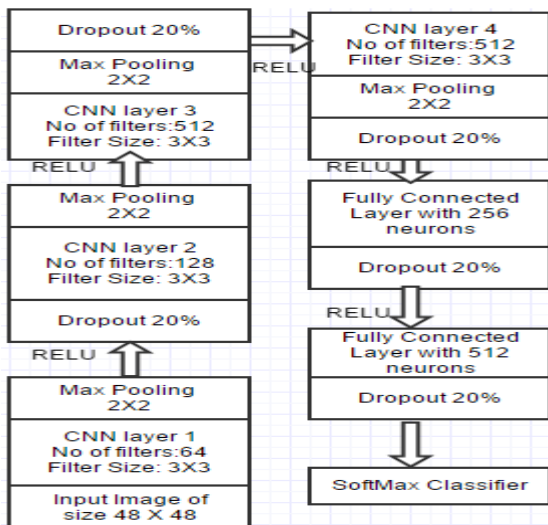 Dropout 20%
Max Pooling
2X2
CNN layer 3
No of filters:512
Filter Size: 3X3
RELU
Max Pooling
2X2
CNN layer 2
No of filters:128
Filter Size: 3X3
Dropout 20%
RELU
Max Pooling
2X2
CNN layer 1
No of filters:64
Filter Size: 3X3
Input Image of
size 48 X 48
RELU
CNN layer 4
No of filters:512
Filter Size: 3X3
Max Pooling
2X2
Dropout 20%
RELU
Fully Connected
Layer with 256
neurons
Dropout 20%
RELU
Fully Connected
Layer with 512
neurons
Dropout 20%
SoftMax Classifier